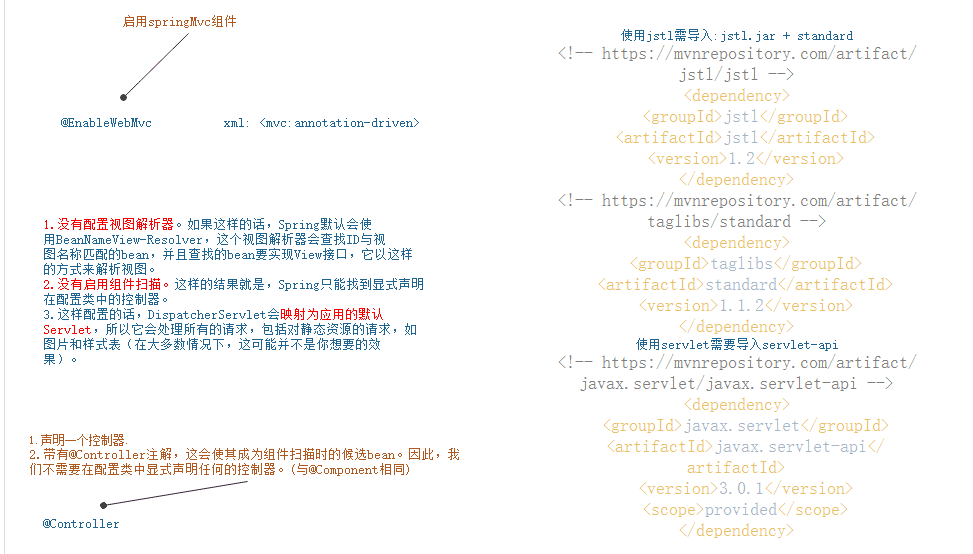 启用springMvc组件
@EnableWebMvc
xml: <mvc:annotation-driven>
1.没有配置视图解析器。如果这样的话，Spring默认会使
用BeanNameView-Resolver，这个视图解析器会查找ID与视
图名称匹配的bean，并且查找的bean要实现View接口，它以这样
的方式来解析视图。
2.没有启用组件扫描。这样的结果就是，Spring只能找到显式声明
在配置类中的控制器。
3.这样配置的话，DispatcherServlet会映射为应用的默认
Servlet，所以它会处理所有的请求，包括对静态资源的请求，如
图片和样式表（在大多数情况下，这可能并不是你想要的效
果）。
1.声明一个控制器.
2.带有@Controller注解，这会使其成为组件扫描时的候选bean。因此，我
们不需要在配置类中显式声明任何的控制器。(与@Component相同)
@Controller
使用jstl需导入:jstl.jar + standard
<!-- https://mvnrepository.com/artifact/
jstl/jstl -->
<dependency>
<groupId>jstl</groupId>
<artifactId>jstl</artifactId>
<version>1.2</version>
</dependency>
<!-- https://mvnrepository.com/artifact/
taglibs/standard -->
<dependency>
<groupId>taglibs</groupId>
<artifactId>standard</artifactId>
<version>1.1.2</version>
</dependency>
使用servlet需要导入servlet-api
<!-- https://mvnrepository.com/artifact/
javax.servlet/javax.servlet-api -->
<dependency>
<groupId>javax.servlet</groupId>
<artifactId>javax.servlet-api</
artifactId>
<version>3.0.1</version>
<scope>provided</scope>
</dependency>